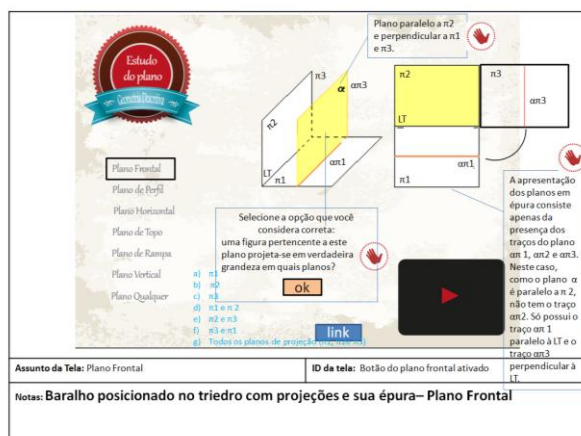 Estudo
do plano
Geometria Descritiva
Plano Frontal
Plano de Perfil
Plano Horizontal
Plano de Topo
Plano de Rampa
Plano Vertical
Plano Qualquer
Plano paralelo a π2
e perpendicular a π1
e π3.
π3
απ3
α
π2
LT
απ1
π1
π2
π3
απ3
LT
απ1
π1
Selecione a opção que você
considera correta:
uma figura pertencente a este
plano projeta-se em verdadeira
grandeza em quais planos?
ok
a) π1
b) π2
c) π3
d) π1 e π 2
e) π2 e π3
f) π3 e π1
g) Todos os planos de projeção
link
A apresentação
dos planos em
épura consiste
apenas da
presença dos
traços do plano
απ 1, απ2 e απ3.
Neste caso,
como o plano α
é paralelo a π 2,
não tem o traço
απ2. Só possui o
traço απ 1
paralelo à LT e o
traço απ3
perpendicular à
LT.
Assunto da Tela: Plano Frontal
ID da tela: Botão do plano frontal ativado
Notas: Baralho posicionado no triedro com projeções e sua épura– Plano Frontal